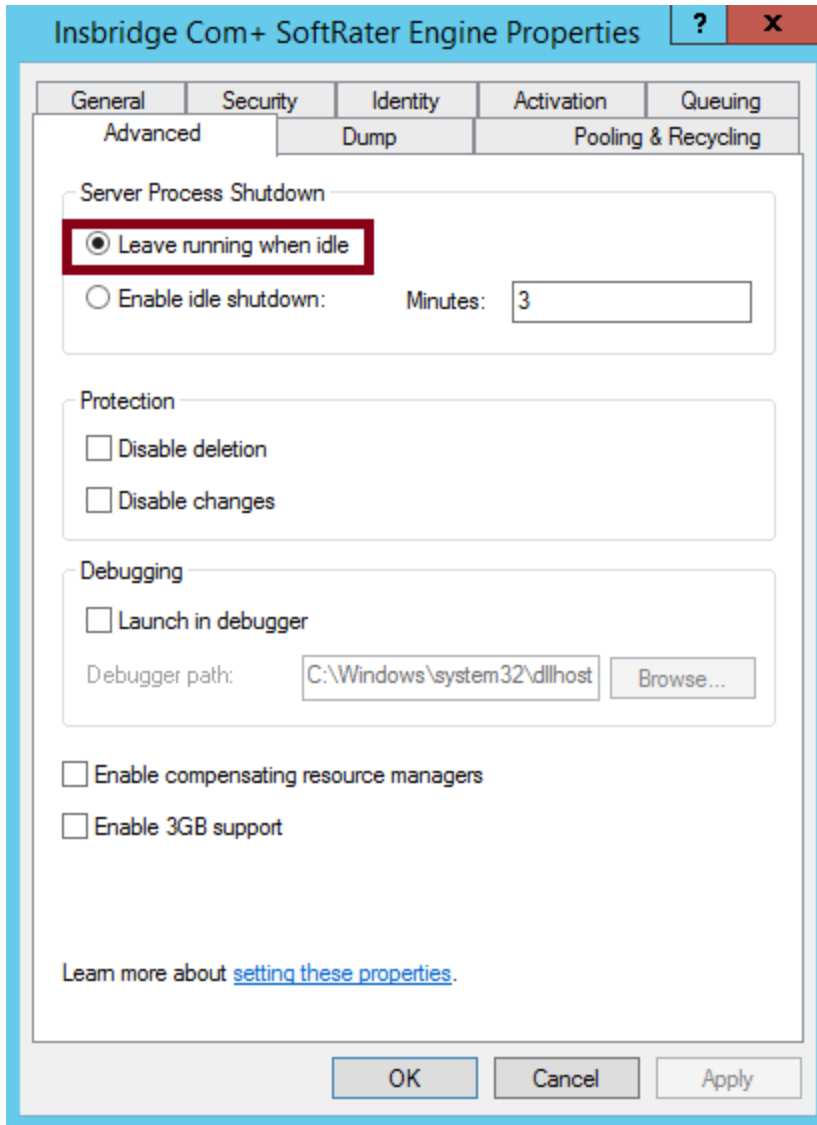 Insbridge Com+ SoftRater Engine Properties ? x
General Security Identity Activation Queuing
Advanced Dump Pooling & Recycling
Server Process Shutdown
Leave running when idle
Enable idle shutdown: Minutes: 3
Protection
Disable deletion
Disable changes
Debugging
Launch in debugger
Debugger path: C:\Windows\system32\dllhost Browse...
Enable compensating resource managers
Enable 3GB support
Learn more about setting these properties.
OK Cancel Apply